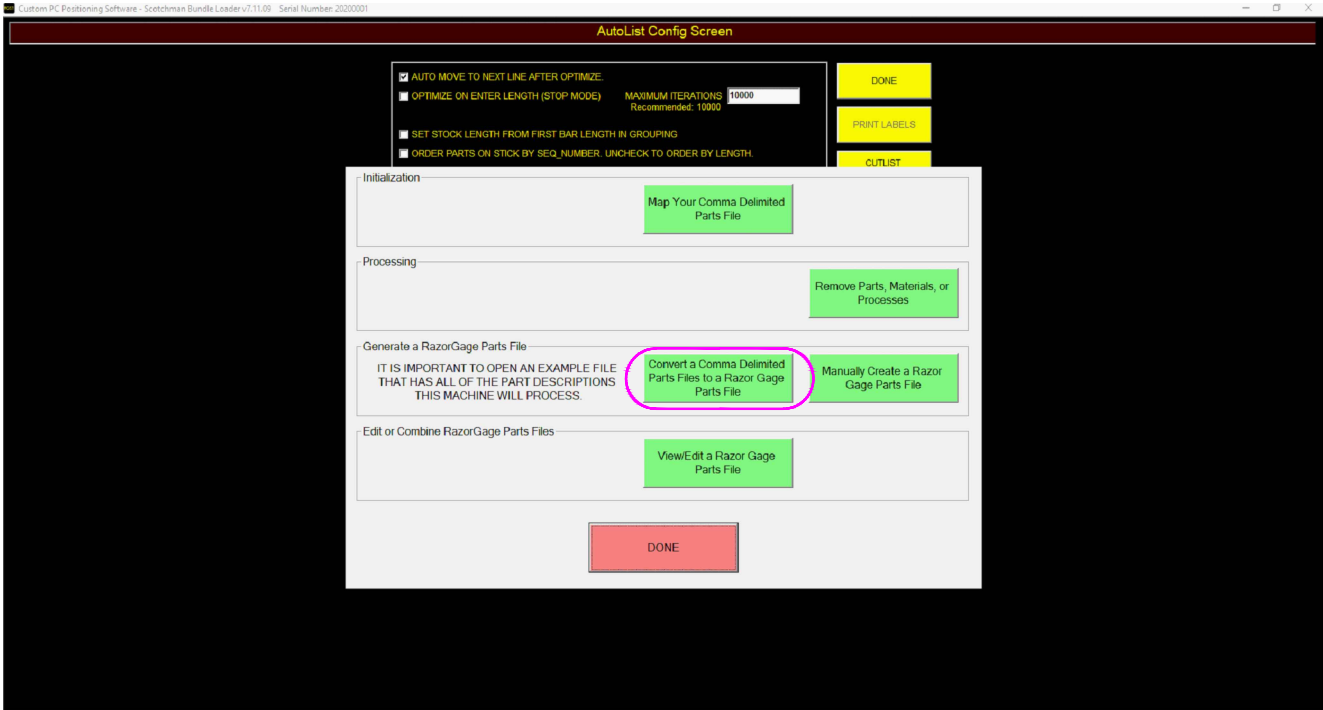 Custom PC Positioning Software - Scotchman Bundle Loader v7.11.09 Serial Number: 20200001
AutoList Config Screen
AUTO MOVE TO NEXT LINE AFTER OPTIMIZE.
OPTIMIZE ON ENTER LENGTH (STOP MODE)
MAXIMUM ITERATIONS 10000
Recommended: 10000
SET STOCK LENGTH FROM FIRST BAR LENGTH IN GROUPING
ORDER PARTS ON STICK BY SEQ_NUMBER. UNCHECK TO ORDER BY LENGTH.
DONE
PRINT LABELS
CUTLIST
Initialization
Map Your Comma Delimited
Parts File
Processing
Remove Parts, Materials, or
Processes
Generate a RazorGage Parts File
IT IS IMPORTANT TO OPEN AN EXAMPLE FILE
THAT HAS ALL OF THE PART DESCRIPTIONS
THIS MACHINE WILL PROCESS.
Convert a Comma Delimited
Parts Files to a Razor Gage
Parts File
Manually Create a Razor
Gage Parts File
Edit or Combine RazorGage Parts Files
View/Edit a Razor Gage
Parts File
DONE